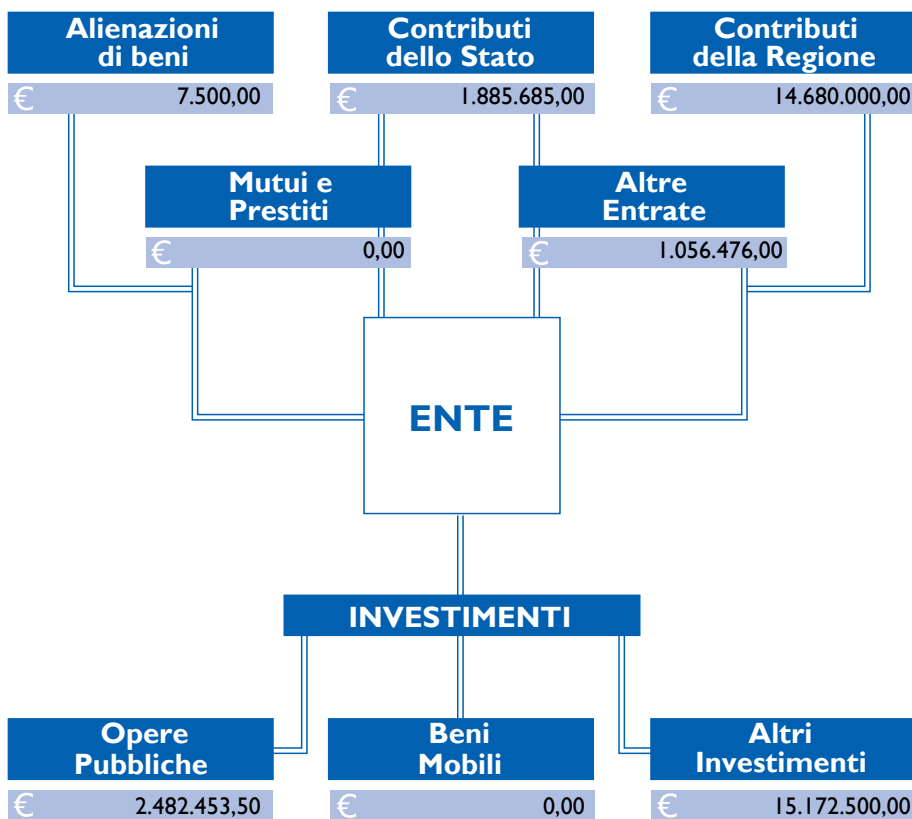 Alienazioni
di beni
€ 7.500,00
Contributi
dello Stato
€ 1.885.685,00
Contributi
della Regione
€ 14.680.000,00
Mutui e
Prestiti
€ 0,00
Altre
Entrate
€ 1.056.476,00
ENTE
INVESTIMENTI
Opere
Pubbliche
€ 2.482.453,50
Beni
Mobili
€ 0,00
Altri
Investimenti
€ 15.172.500,00